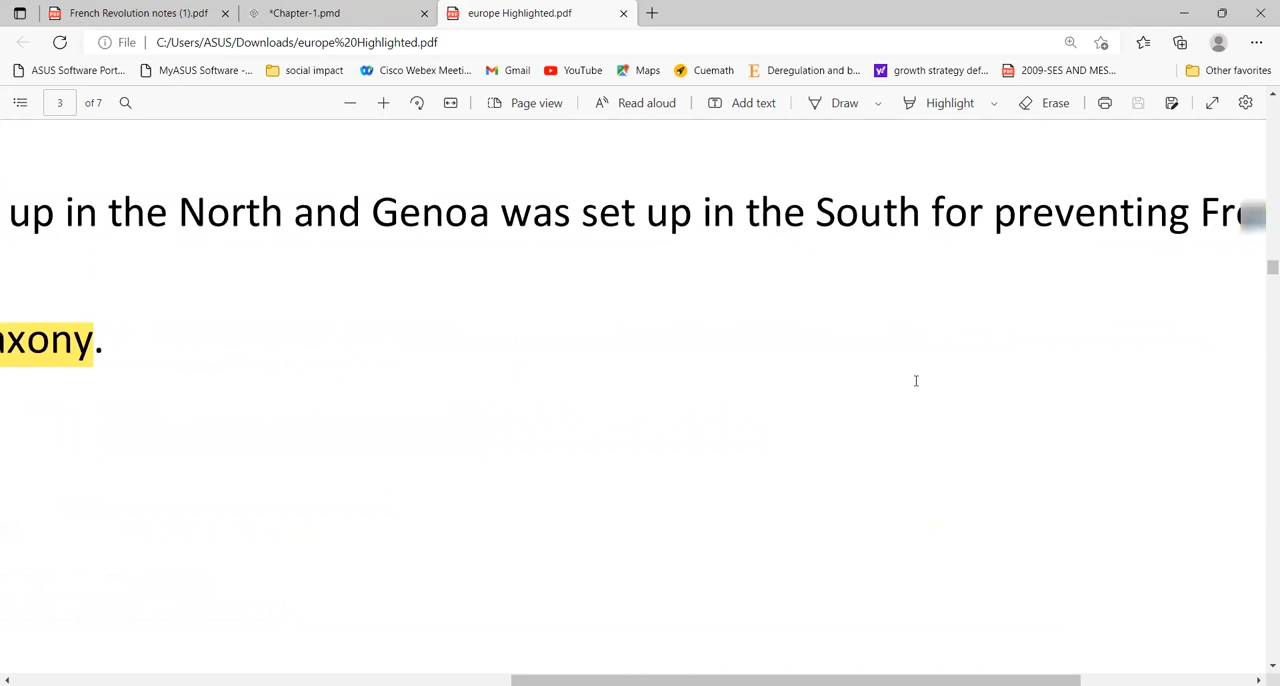 French Revolution notes (1).pdf
*Chapter-1.pmd
europe Highlighted.pdf
File
C:/Users/ASUS/Downloads/europe%20Highlighted.pdf
ASUS Software Port...
MyASUS Software -...
social impact
Cisco Webex Meeti...
Gmail
YouTube
Maps
Cuemath
Deregulation and b...
growth strategy def...
2009-SES AND MES...
Other favorites
3 of 7
Page view
Read aloud
Add text
Draw
Highlight
Erase
up in the North and Genoa was set up in the South for preventing Fr
axony.